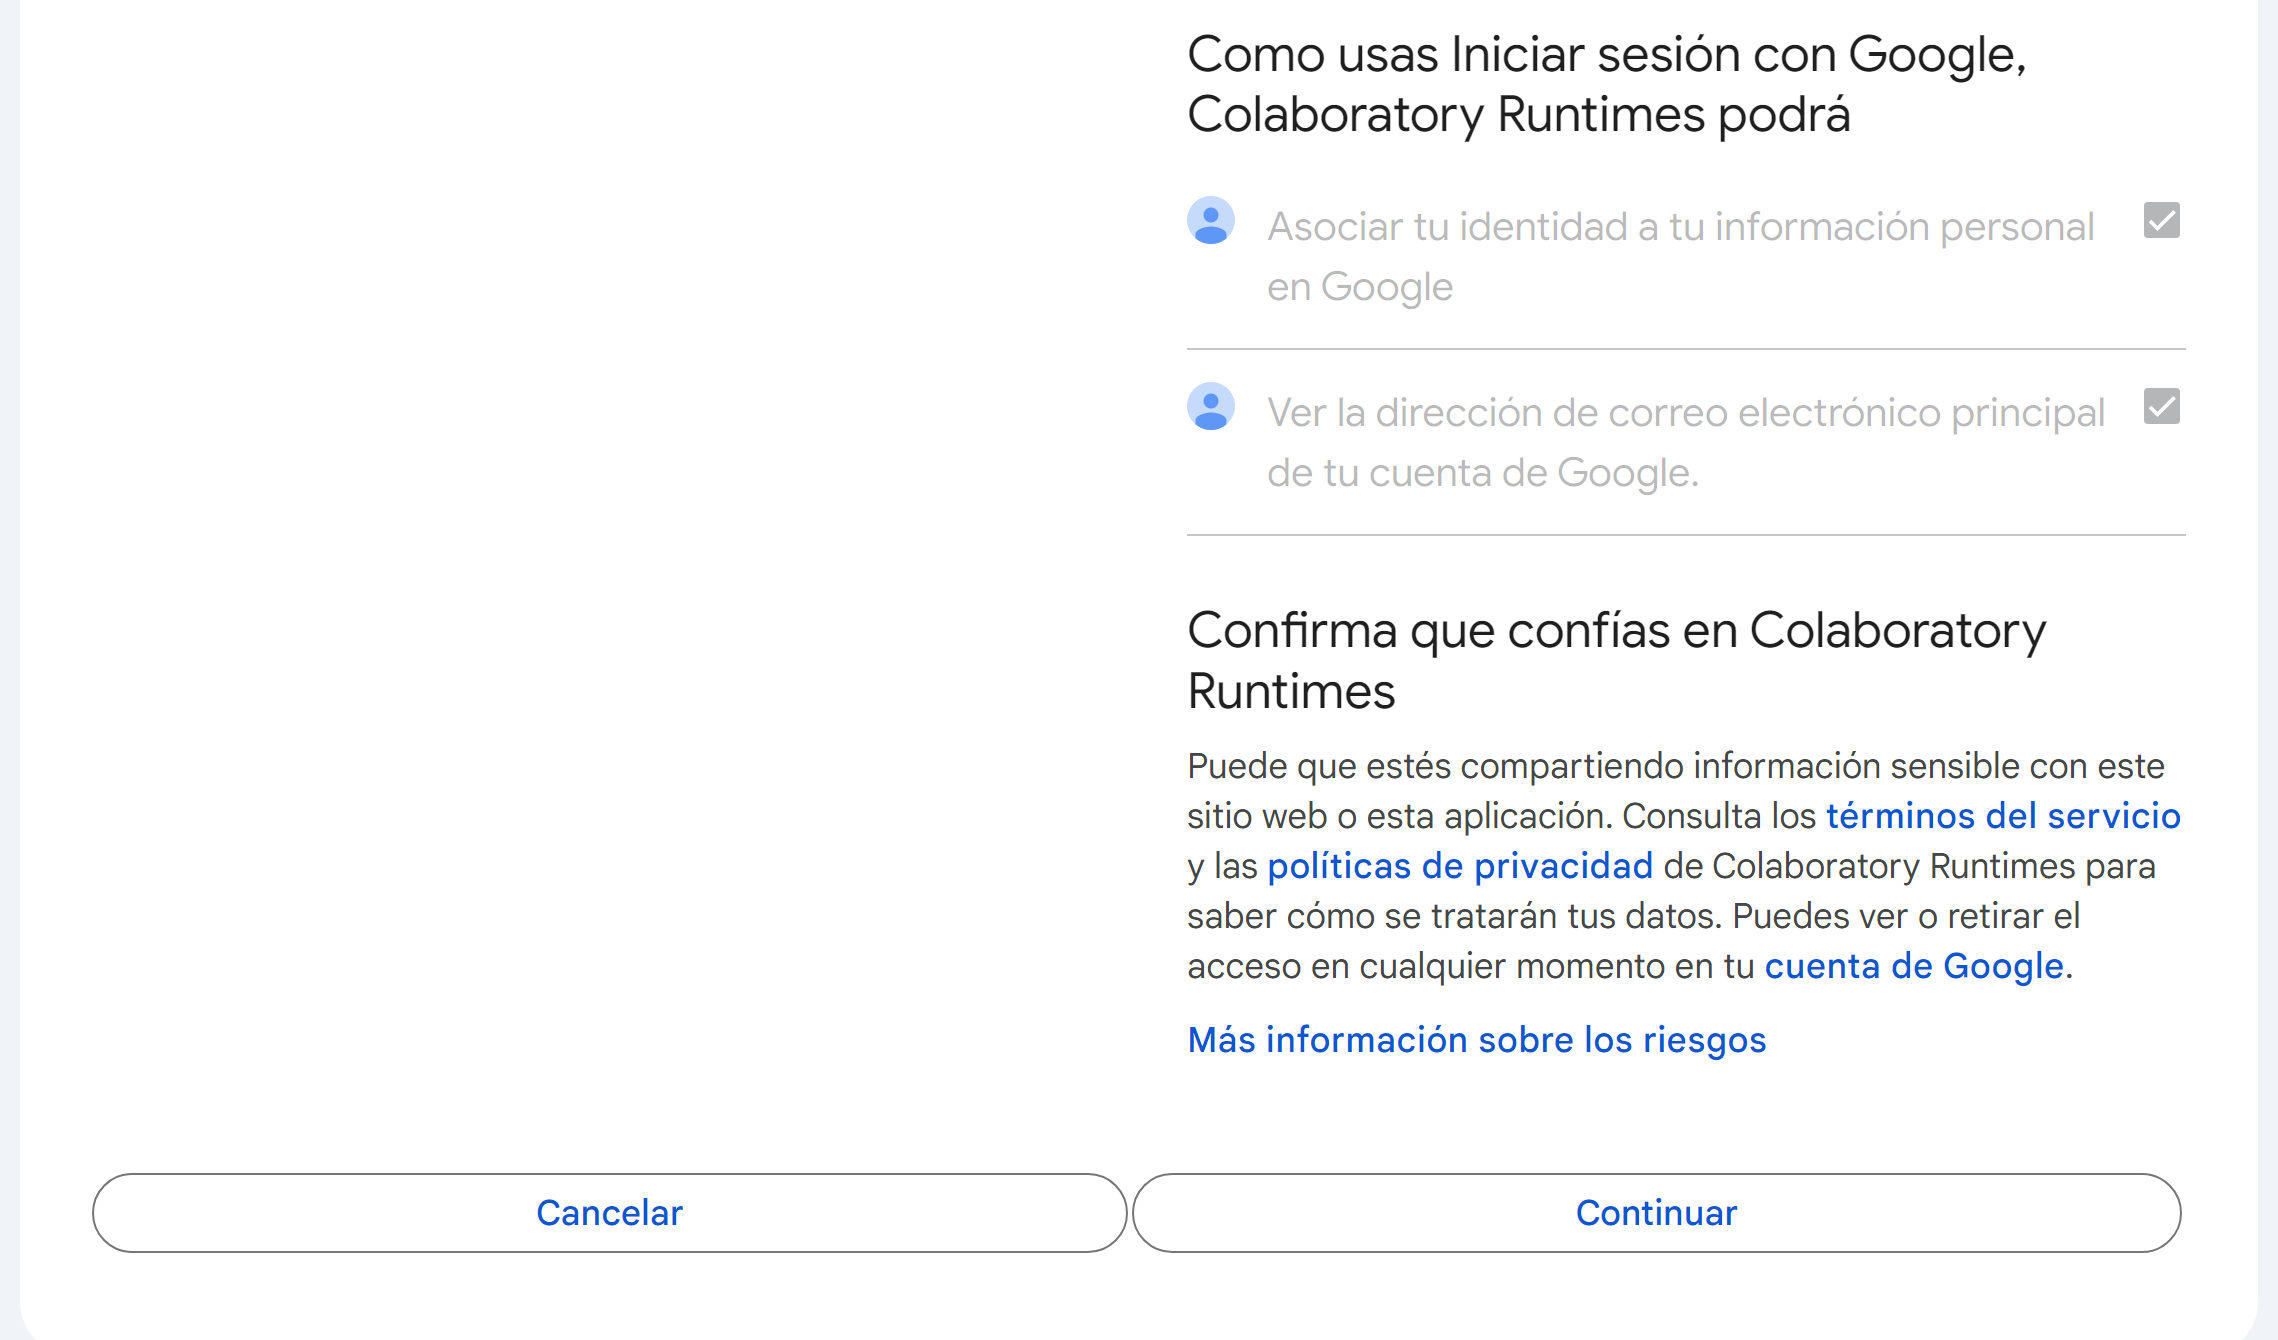 Como usas Iniciar sesión con Google,
Colaboratory Runtimes podrá
Asociar tu identidad a tu información personal
en Google
Ver la dirección de correo electrónico principal
de tu cuenta de Google.
Confirma que confías en Colaboratory
Runtimes
Puede que estés compartiendo información sensible con este
sitio web o esta aplicación. Consulta los términos del servicio
y las políticas de privacidad de Colaboratory Runtimes para
saber cómo se tratarán tus datos. Puedes ver o retirar el
acceso en cualquier momento en tu cuenta de Google.
Más información sobre los riesgos
Cancelar
Continuar